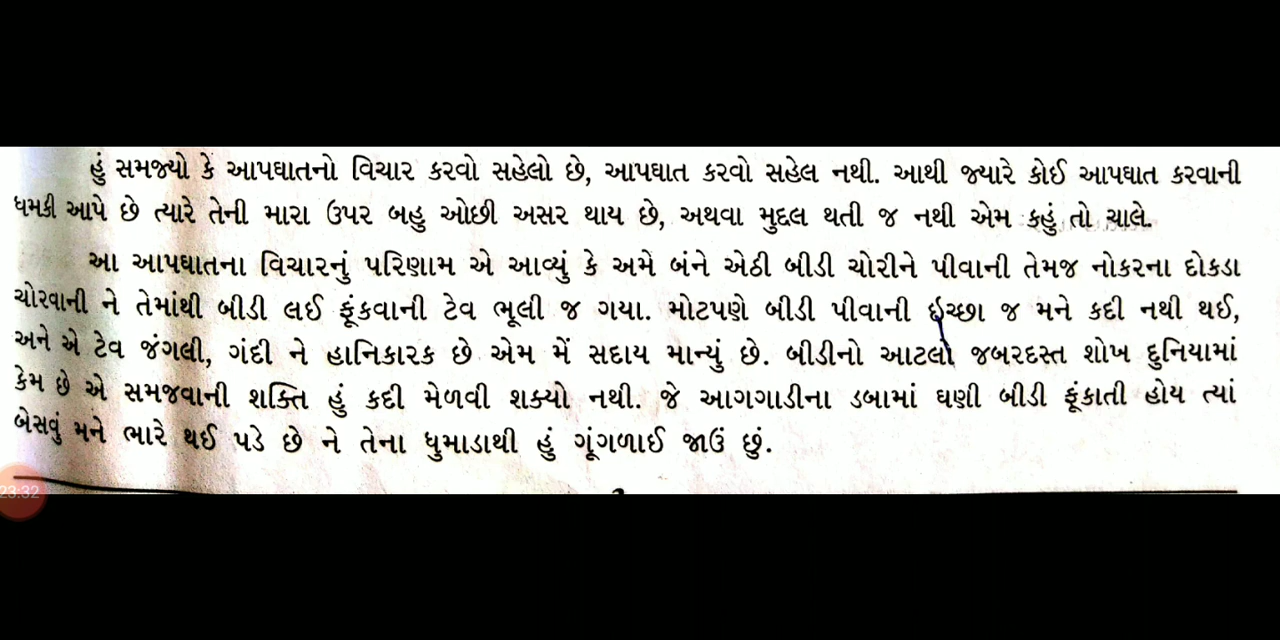 હું સમજ્યો કે આપઘાતનો વિચાર કરવો સહેલો છે, આપઘાત કરવો સહેલ નથી. આથી જ્યારે કોઈ આપઘાત કરવાની
ધમકી આપે છે ત્યારે તેની મારા ઉપર બહુ ઓછી અસર થાય છે, અથવા મુદ્દલ થતી જ નથી એમ કહું તો ચાલે.
આ આપઘાતના વિચારનું પરિણામ એ આવ્યું કે અમે બંને એઠી બીડી ચોરીને પીવાની તેમજ નોકરના દોકડા
ચોરવાની ને તેમાંથી બીડી લઈ ફૂંકવાની ટેવ ભૂલી જ ગયા. મોટપણે બીડી પીવાની ઇચ્છા જ મને કદી નથી થઈ,
અને એ ટેવ જંગલી, ગંદી ને હાનિકારક છે એમ મેં સદાય માન્યું છે. બીડીનો આટલો જબરદસ્ત શોખ દુનિયામાં
કેમ છે એ સમજવાની શક્તિ હું કદી મેળવી શક્યો નથી. જે આગગાડીના ડબામાં ઘણી બીડી ફૂંકાતી હોય ત્યાં
બેસવું મને ભારે થઈ પડે છે ને તેના ધુમાડાથી હું ગૂંગળાઈ જાઉં છું.
23:32